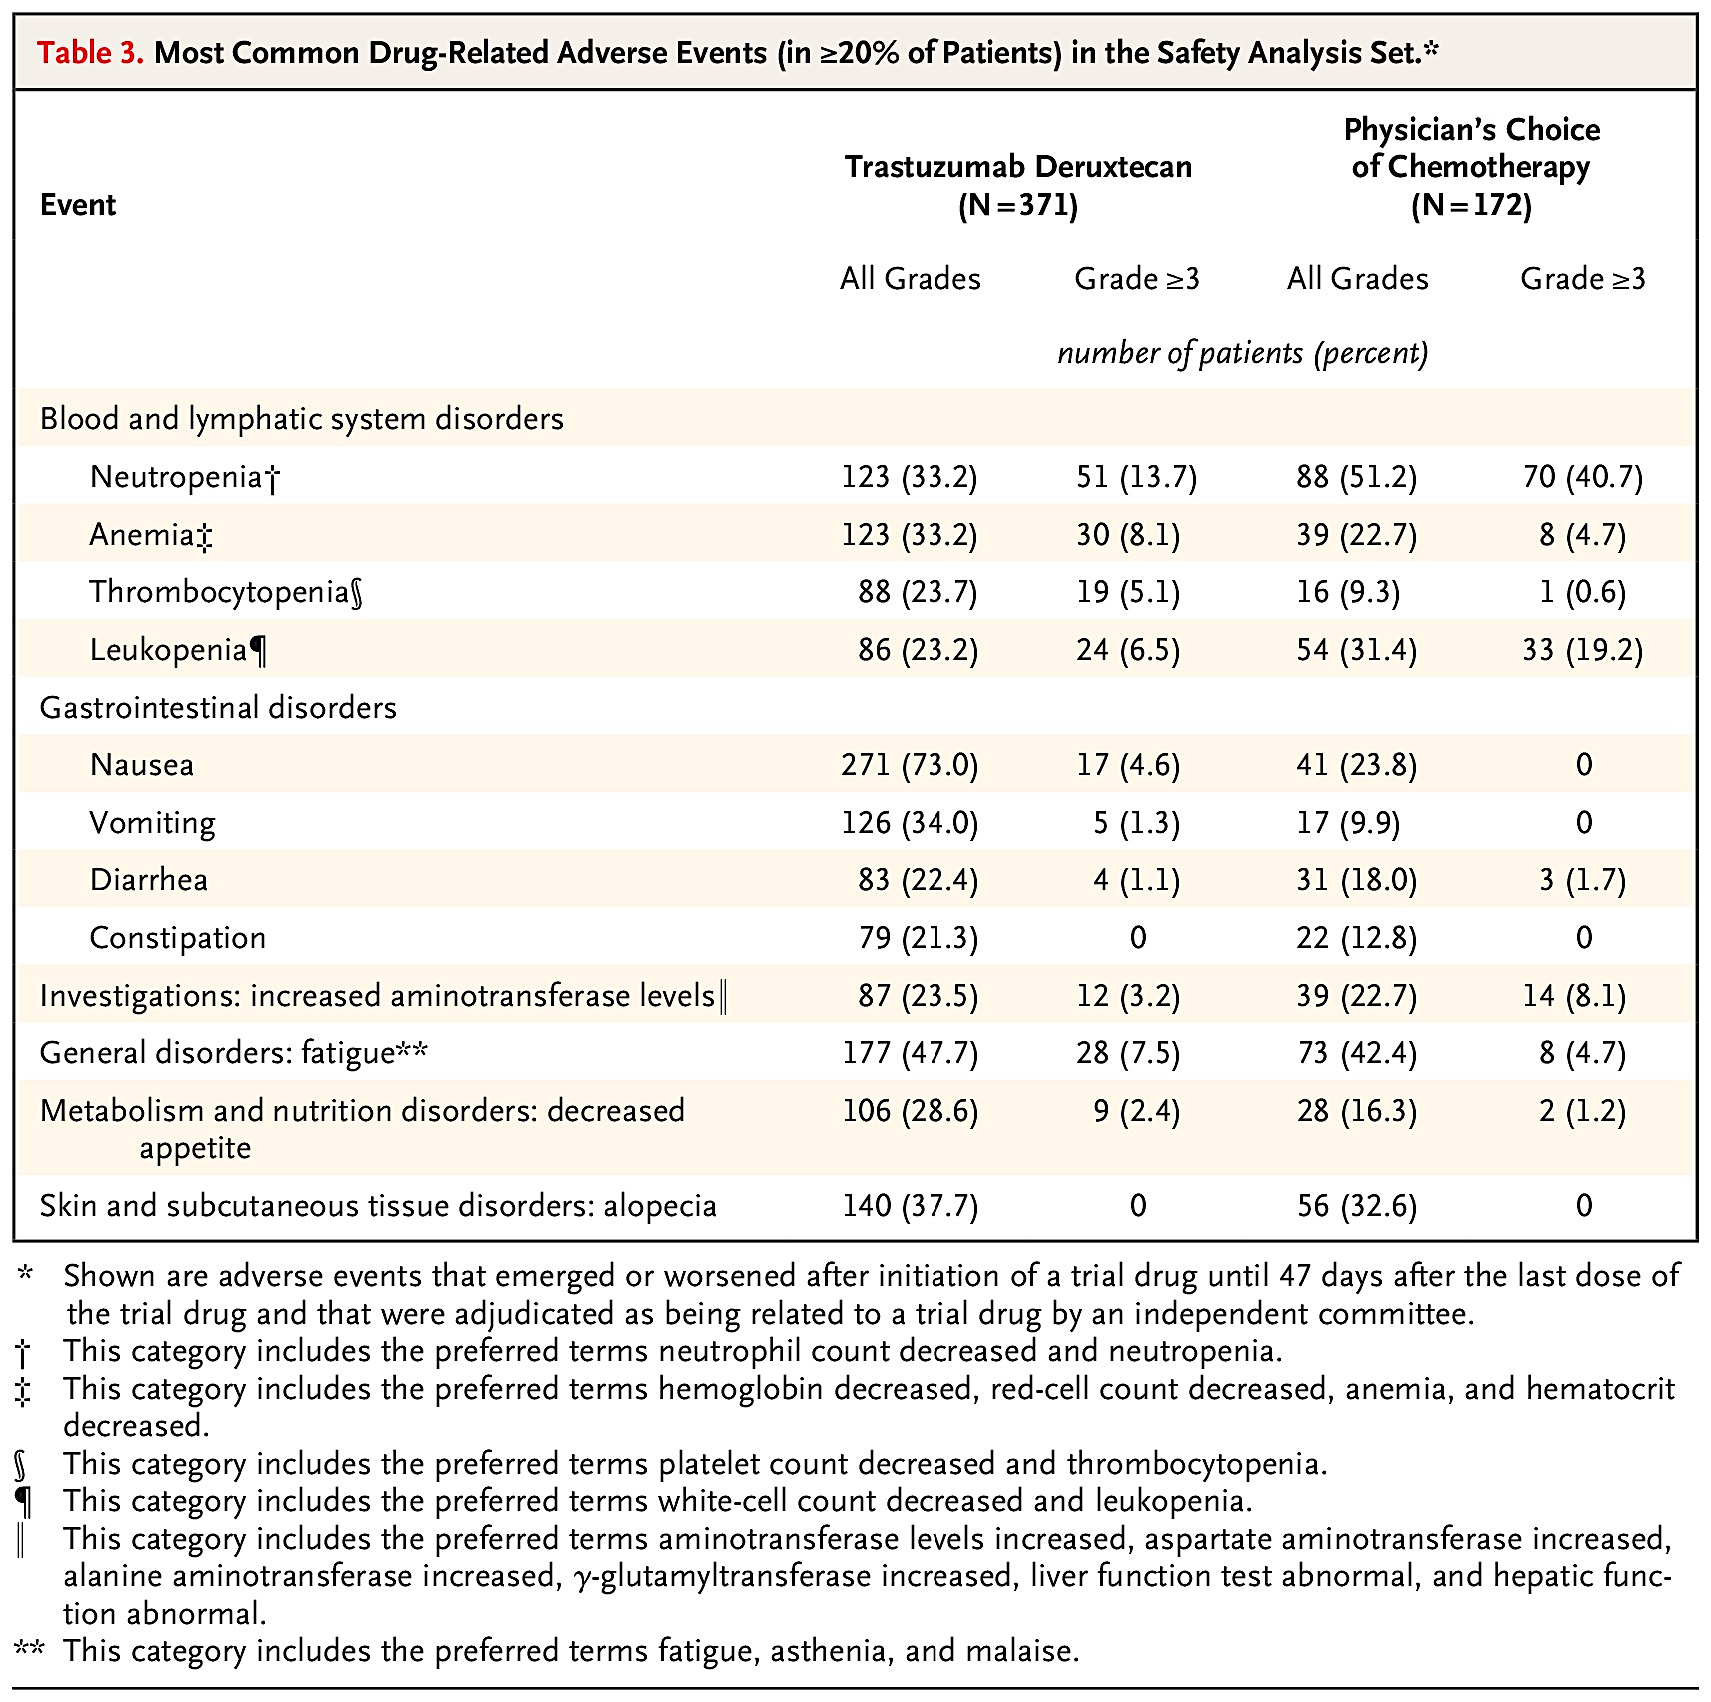 Table 3. Most Common Drug-Related Adverse Events (in ≥20% of Patients) in the Safety Analysis Set.*
Event
Trastuzumab Deruxtecan
(N=371)
Physician's Choice
of Chemotherapy
(N=172)
All Grades Grade ≥3 All Grades Grade ≥3
number of patients (percent)
Blood and lymphatic system disorders
Neutropenia† 123 (33.2) 51 (13.7) 88 (51.2) 70 (40.7)
Anemia‡ 123 (33.2) 30 (8.1) 39 (22.7) 8 (4.7)
Thrombocytopenia§ 88 (23.7) 19 (5.1) 16 (9.3) 1 (0.6)
Leukopenia¶ 86 (23.2) 24 (6.5) 54 (31.4) 33 (19.2)
Gastrointestinal disorders
Nausea 271 (73.0) 17 (4.6) 41 (23.8) 0
Vomiting 126 (34.0) 5 (1.3) 17 (9.9) 0
Diarrhea 83 (22.4) 4 (1.1) 31 (18.0) 3 (1.7)
Constipation 79 (21.3) 0 22 (12.8) 0
Investigations: increased aminotransferase levels‖ 87 (23.5) 12 (3.2) 39 (22.7) 14 (8.1)
General disorders: fatigue** 177 (47.7) 28 (7.5) 73 (42.4) 8 (4.7)
Metabolism and nutrition disorders: decreased 106 (28.6) 9 (2.4) 28 (16.3) 2 (1.2)
appetite
Skin and subcutaneous tissue disorders: alopecia 140 (37.7) 0 56 (32.6) 0
* Shown are adverse events that emerged or worsened after initiation of a trial drug until 47 days after the last dose of
the trial drug and that were adjudicated as being related to a trial drug by an independent committee.
† This category includes the preferred terms neutrophil count decreased and neutropenia.
‡ This category includes the preferred terms hemoglobin decreased, red-cell count decreased, anemia, and hematocrit
decreased.
§ This category includes the preferred terms platelet count decreased and thrombocytopenia.
¶ This category includes the preferred terms white-cell count decreased and leukopenia.
‖ This category includes the preferred terms aminotransferase levels increased, aspartate aminotransferase increased,
alanine aminotransferase increased, γ-glutamyltransferase increased, liver function test abnormal, and hepatic func-
tion abnormal.
** This category includes the preferred terms fatigue, asthenia, and malaise.